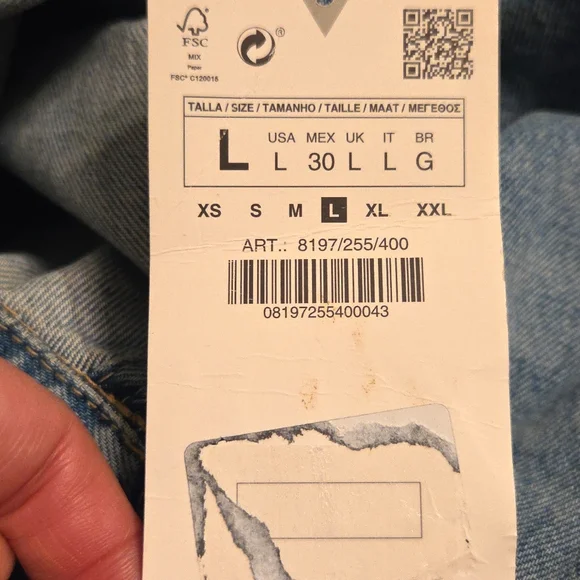 FSC
MIX
Paper
FSC® C120015
®
TALLA / SIZE / TAMANHO / TAILLE / MAAT / ΜΕΓΕΘΟΣ
USA MEX UK IT BR
L L 30 L L G
XS S M L XL XXL
ART.: 8197/255/400
08197255400043